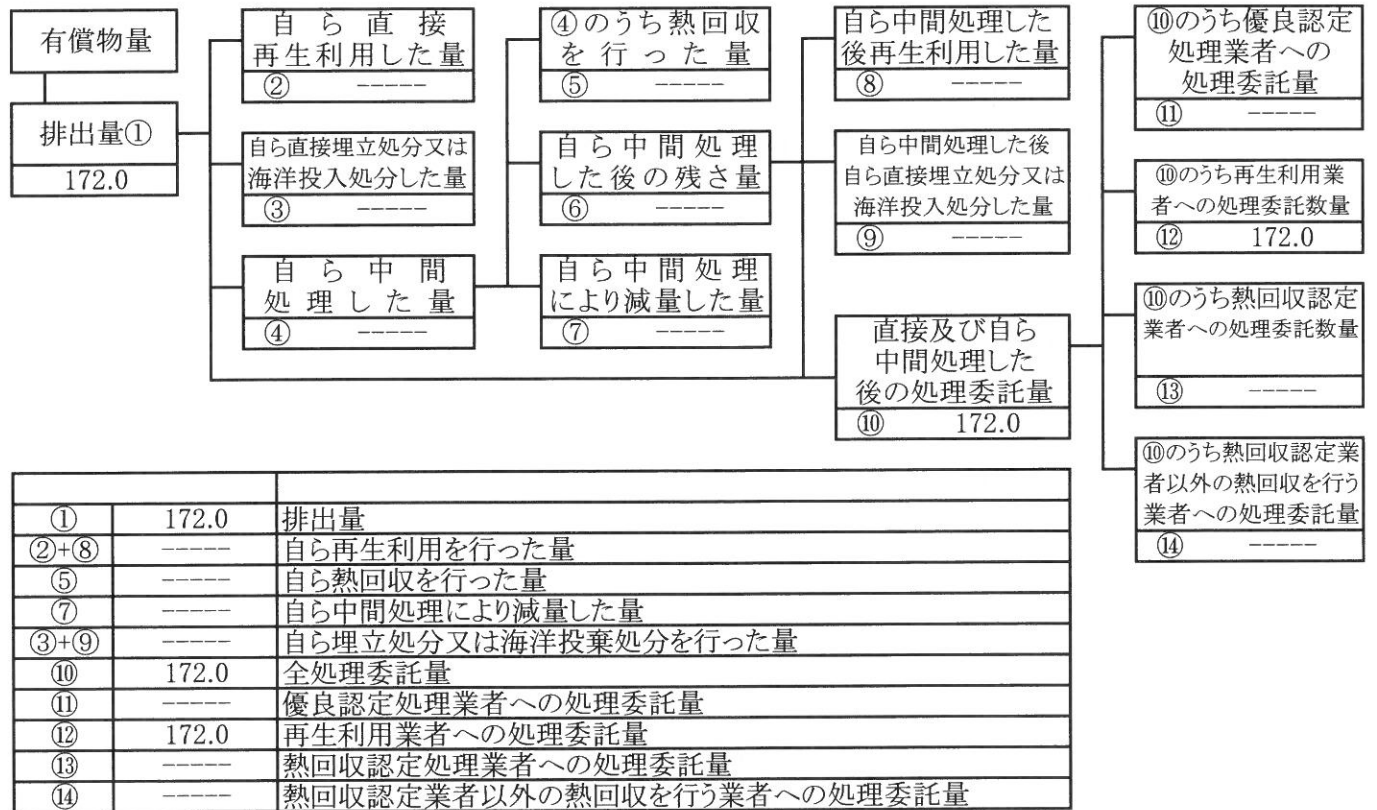 有償物量
排出量①
172.0
自ら直接
再生利用した量
② -----
自ら直接埋立処分又は
海洋投入処分した量
③ -----
自ら中間
処理した量
④ -----
④のうち熱回収
を行った量
⑤ -----
自ら中間処理
した後の残さ量
⑥ -----
自ら中間処理
により減量した量
⑦ -----
自ら中間処理した
後再生利用した量
⑧ -----
自ら中間処理した後
自ら直接埋立処分又は
海洋投入処分した量
⑨ -----
直接及び自ら
中間処理した
後の処理委託量
⑩ 172.0
⑩のうち優良認定
処理業者への
処理委託量
⑪ -----
⑩のうち再生利用業
者への処理委託数量
⑫ 172.0
⑩のうち熱回収認定
業者への処理委託数量
⑬ -----
⑩のうち熱回収認定業
者以外の熱回収を行う
業者への処理委託量
⑭ -----
① 172.0 排出量
②+⑧ ----- 自ら再生利用を行った量
⑤ ----- 自ら熱回収を行った量
⑦ ----- 自ら中間処理により減量した量
③+⑨ ----- 自ら埋立処分又は海洋投棄処分を行った量
⑩ 172.0 全処理委託量
⑪ ----- 優良認定処理業者への処理委託量
⑫ 172.0 再生利用業者への処理委託量
⑬ ----- 熱回収認定処理業者への処理委託量
⑭ ----- 熱回収認定業者以外の熱回収を行う業者への処理委託量